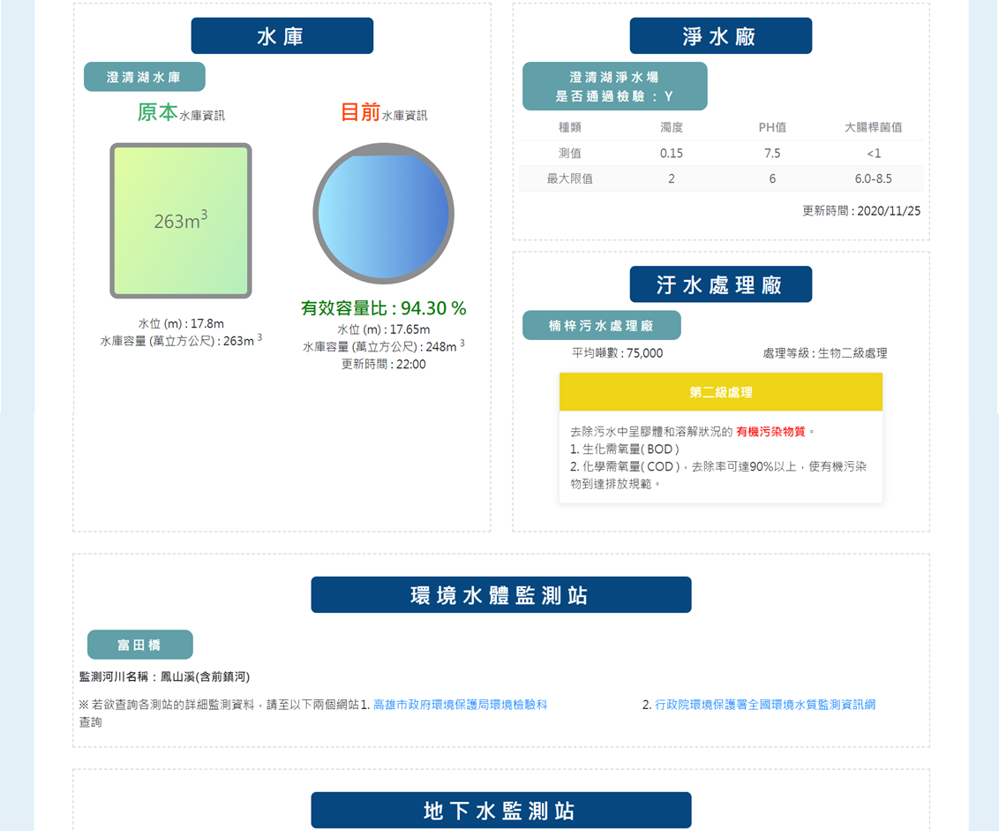 水庫
澄清湖水庫
原本水庫資訊
目前水庫資訊
263m³
水位 (m) : 17.8m
水庫容量 (萬立方公尺) : 263m ³
有效容量比 : 94.30 %
水位 (m) : 17.65m
水庫容量 (萬立方公尺) : 248m ³
更新時間 : 22:00
淨水廠
澄清湖淨水場
是否通過檢驗 : Y
種類 濁度 PH值 大腸桿菌值
測值 0.15 7.5 <1
最大限值 2 6 6.0-8.5
更新時間 : 2020/11/25
汙水處理廠
楠梓污水處理廠
平均噸數 : 75,000 處理等級 : 生物二級處理
第二級處理
去除污水中呈膠體和溶解狀況的 有機污染物質。
1. 生化需氧量( BOD )
2. 化學需氧量( COD )，去除率可達90%以上，使有機污染
物到達排放規範。
環境水體監測站
富田橋
監測河川名稱：鳳山溪(含前鎮河)
※ 若欲查詢各測站的詳細監測資料，請至以下兩個網站
查詢
1. 高雄市政府環境保護局環境檢驗科
2. 行政院環境保護署全國環境水質監測資訊網
地下水監測站